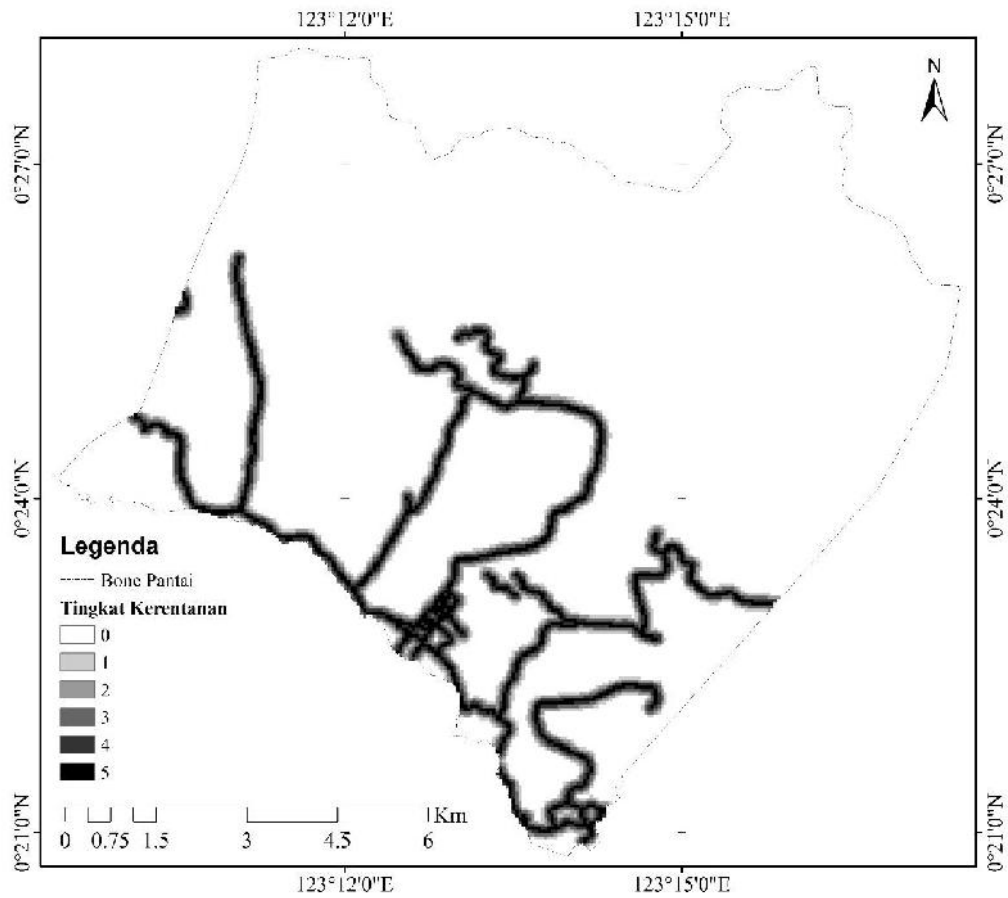 123°12'0"E 123°15'0"E
N
0°27'0"N 0°27'0"N
0°24'0"N 0°24'0"N
Legenda
Bone Pantai
Tingkat Kerentanan
0
1
2
3
4
5
Km
0 0.75 1.5 3 4.5 6
0°21'0"N 0°21'0"N
123°12'0"E 123°15'0"E